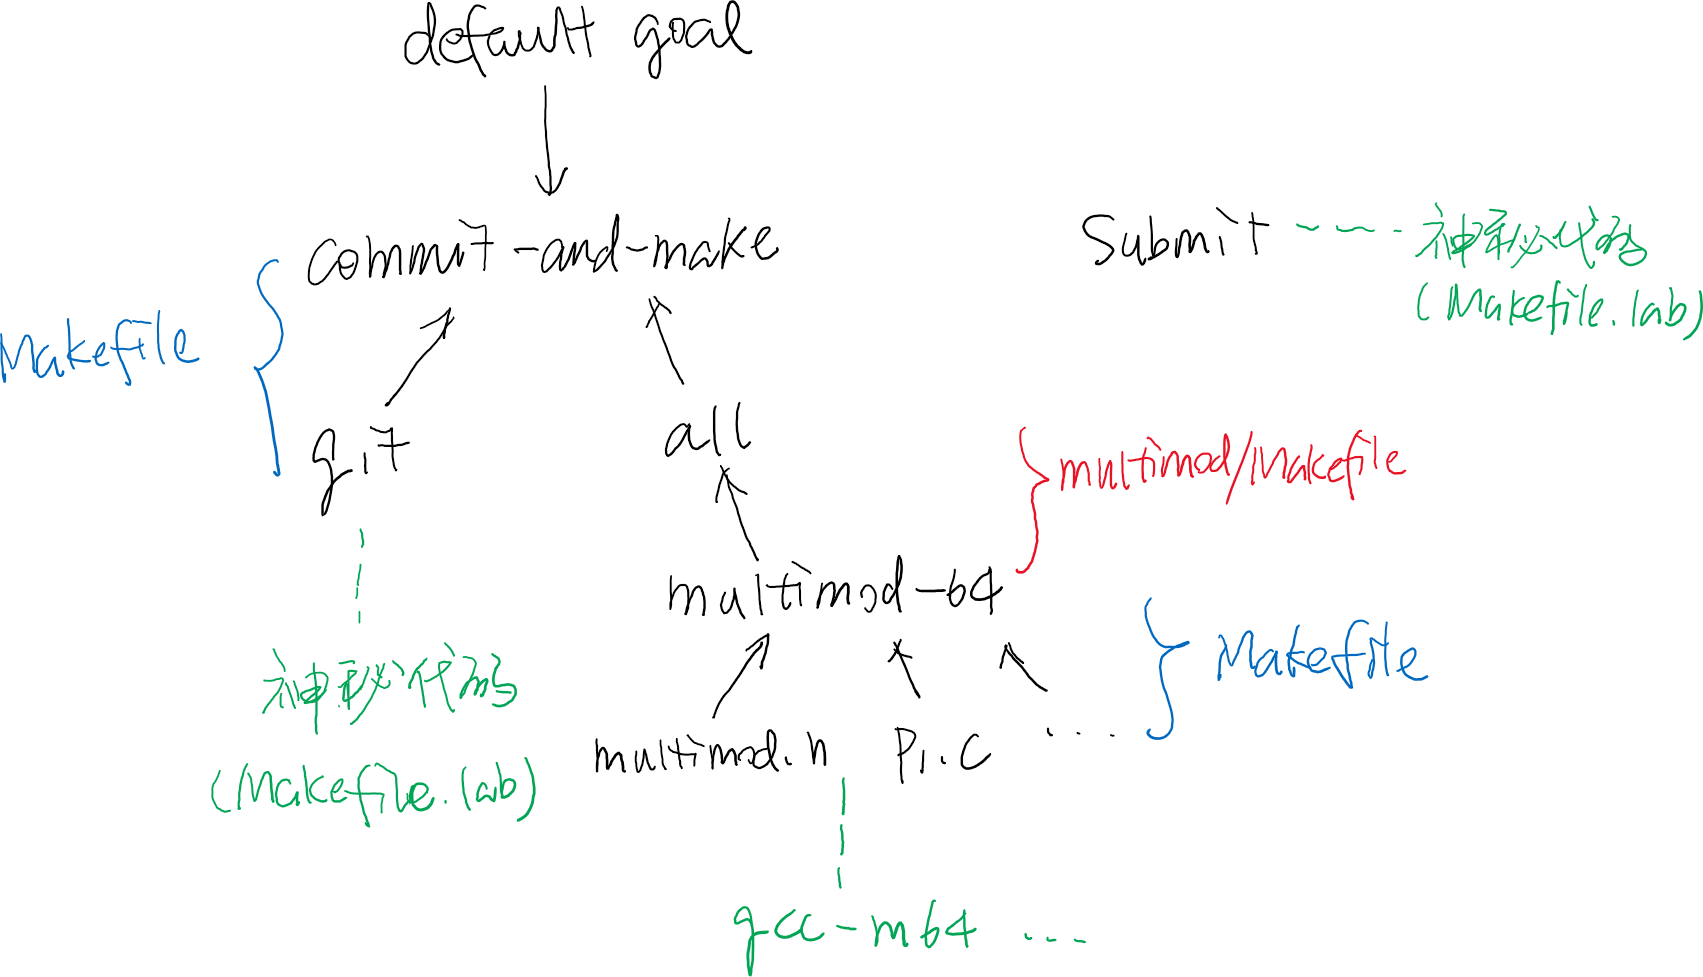 default goal
commit-and-make
Submit ---- 神秘代码
(Makefile.lab)
Makefile
git
all
multimod/Makefile
multimod-64
Makefile
神秘代码
(Makefile.lab)
multimod.h
p1.c
....
gcc-m64 ...